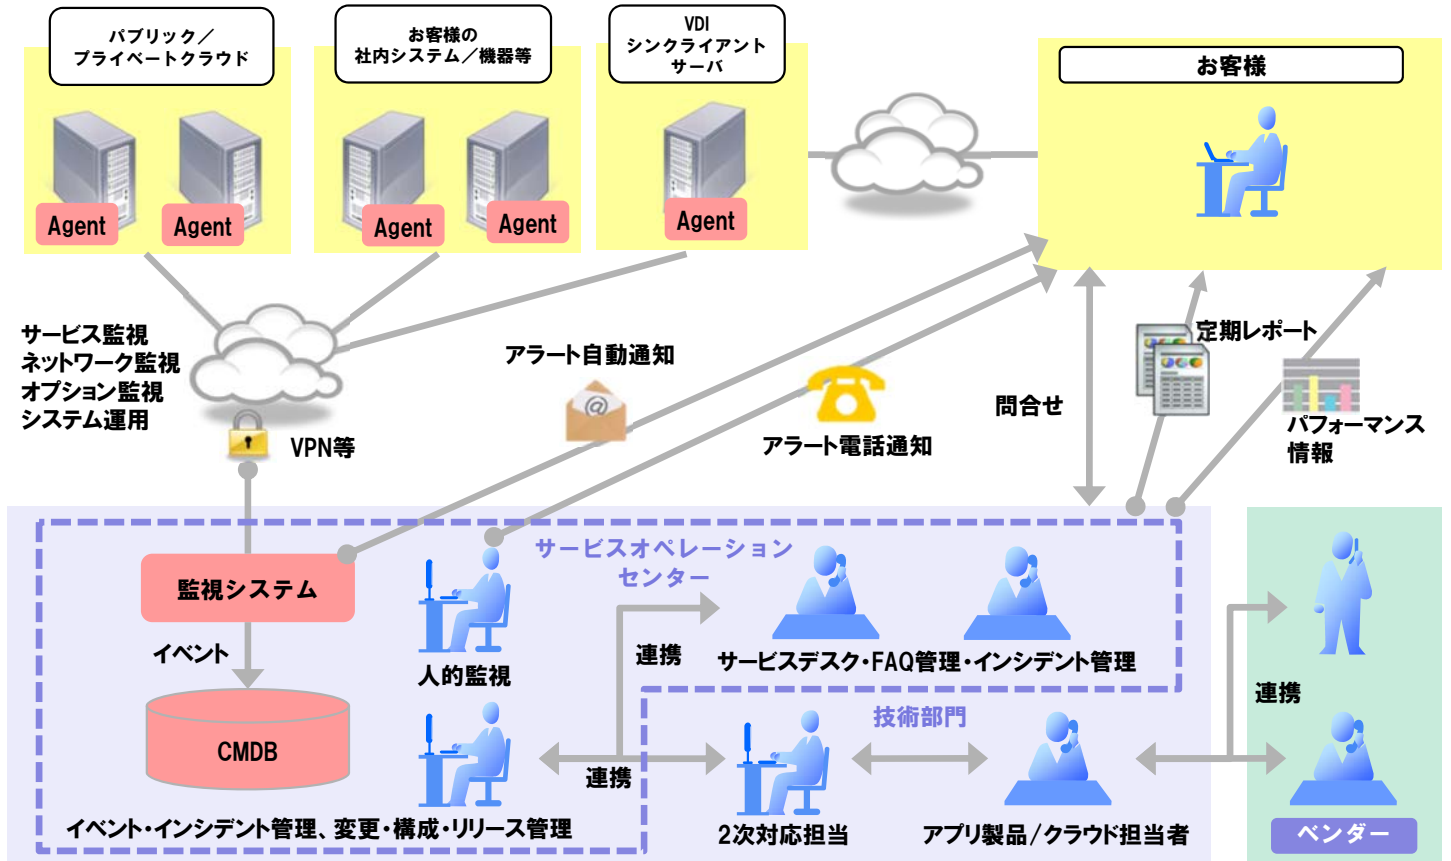 パブリック／
プライベートクラウド
お客様の
社内システム／機器等
VDI
シンクライアント
サーバ
お客様
Agent
Agent
Agent
Agent
Agent
サービス監視
ネットワーク監視
オプション監視
システム運用
VPN等
アラート自動通知
@
アラート電話通知
問合せ
定期レポート
パフォーマンス
情報
サービスオペレーション
センター
監視システム
イベント
CMDB
人的監視
連携
サービスデスク・FAQ管理・インシデント管理
連携
技術部門
連携
イベント・インシデント管理、変更・構成・リリース管理
2次対応担当
アプリ製品/クラウド担当者
ベンダー